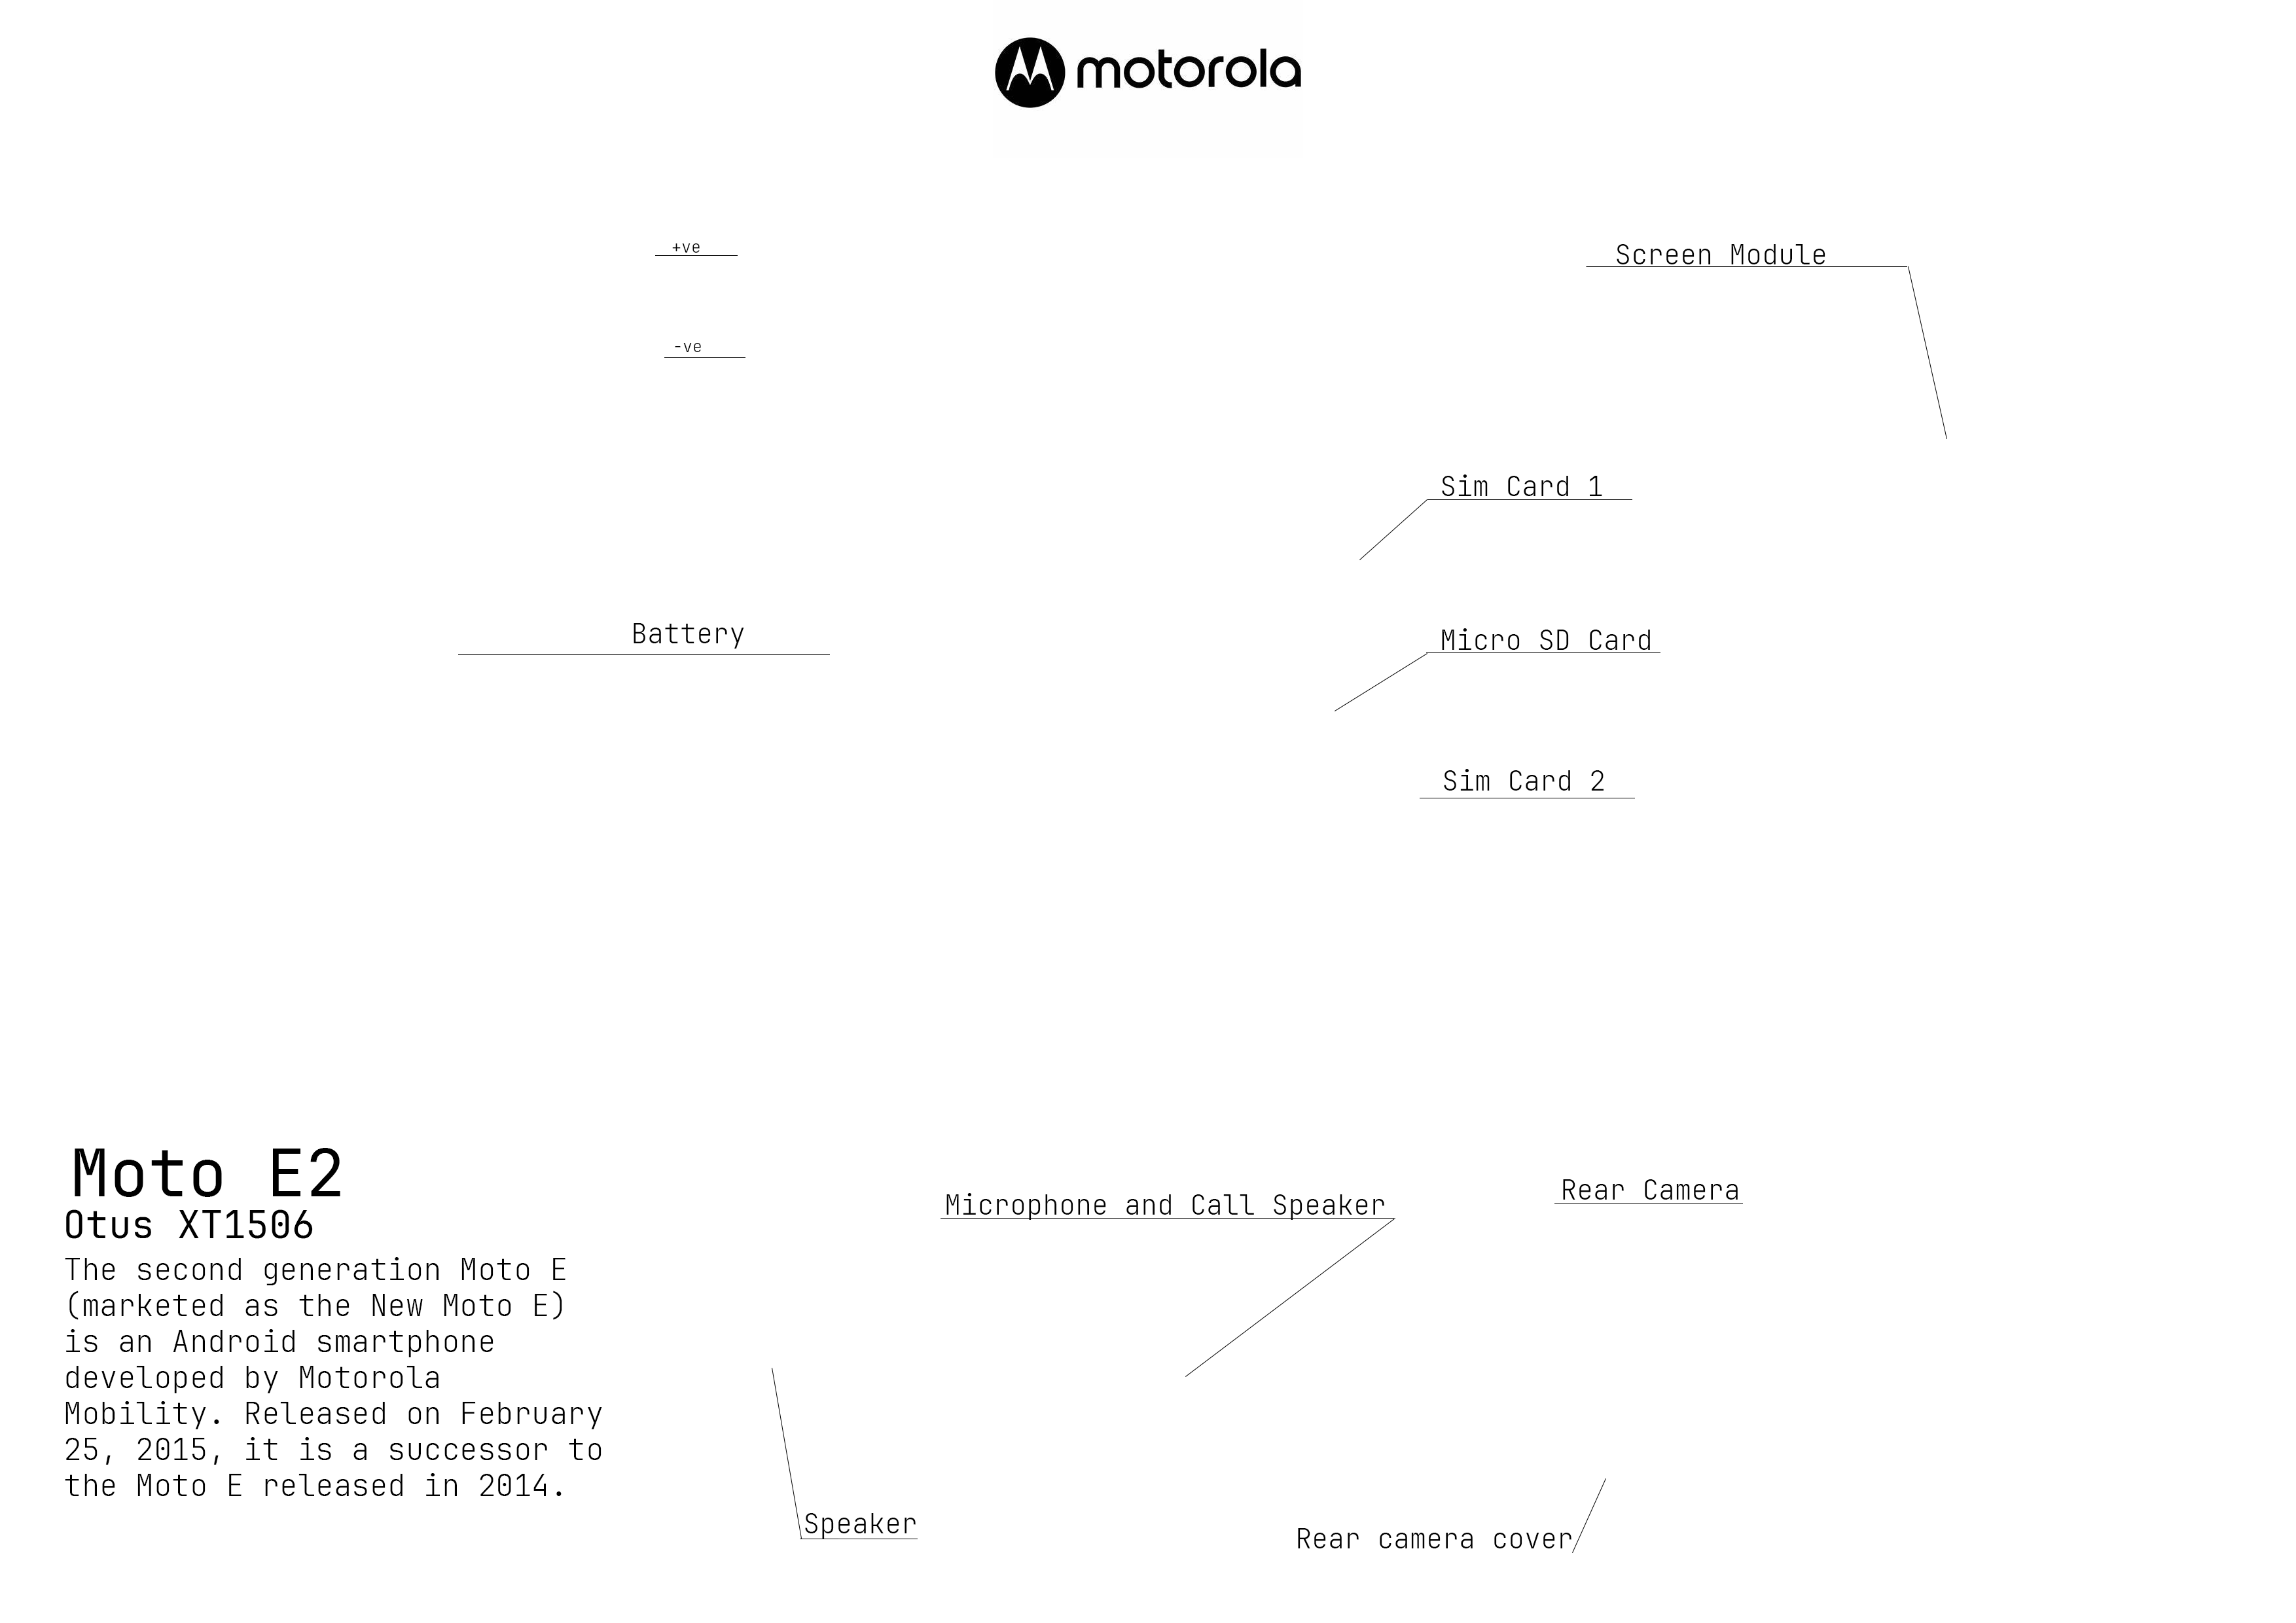 motorola
+ve
Screen Module
-ve
Sim Card 1
Battery
Micro SD Card
Sim Card 2
Moto E2
Otus XT1506
The second generation Moto E
(marketed as the New Moto E)
is an Android smartphone
developed by Motorola
Mobility. Released on February
25, 2015, it is a successor to
the Moto E released in 2014.
Microphone and Call Speaker
Rear Camera
Speaker
Rear camera cover